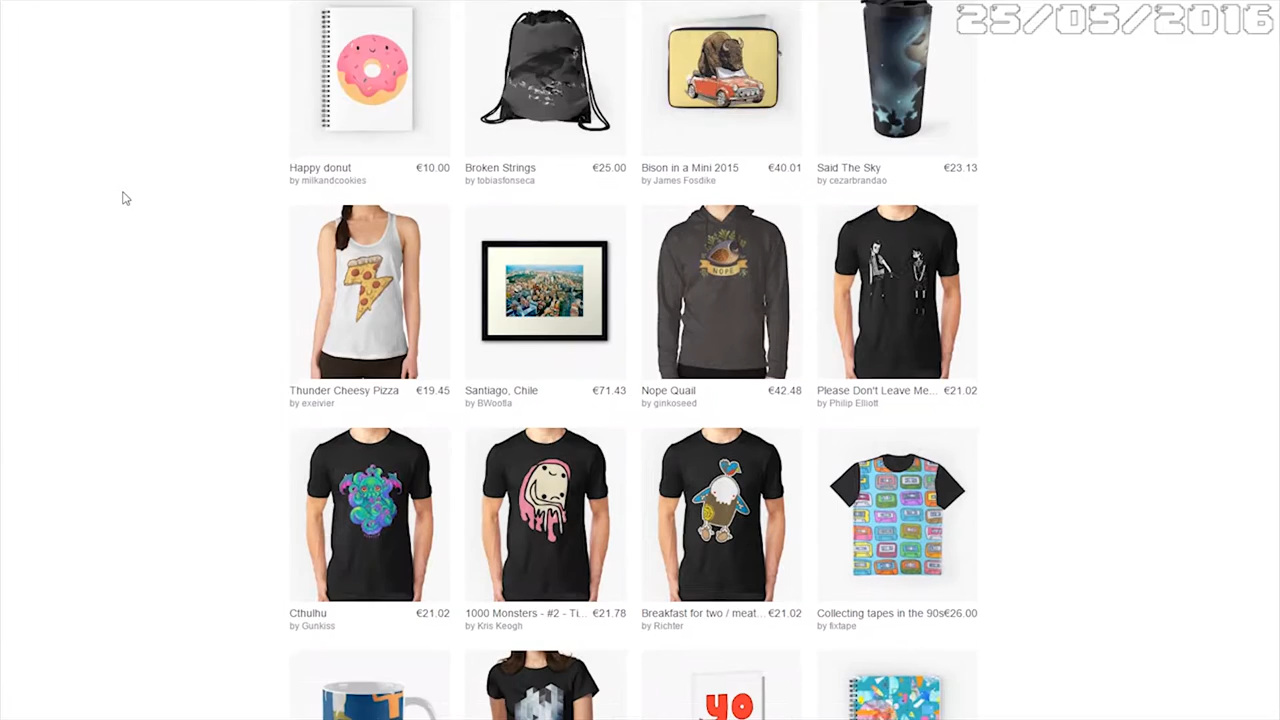 25/05/2016
Happy donut €10.00
by milkandcookies
Broken Strings €25.00
by tobiasfonseca
Bison in a Mini 2015 €40.01
by James Fosdike
Said The Sky €23.13
by cezarbrandao
NOPE
Thunder Cheesy Pizza €19.45
by exeivier
Santiago, Chile €71.43
by BWootla
Nope Quail €42.48
by ginkoseed
Please Don't Leave Me... €21.02
by Philip Elliott
Cthulhu €21.02
by Gunkiss
1000 Monsters - #2 - Ti... €21.78
by Kris Keogh
Breakfast for two / meat... €21.02
by Richter
Collecting tapes in the 90s€26.00
by fixtape
yo